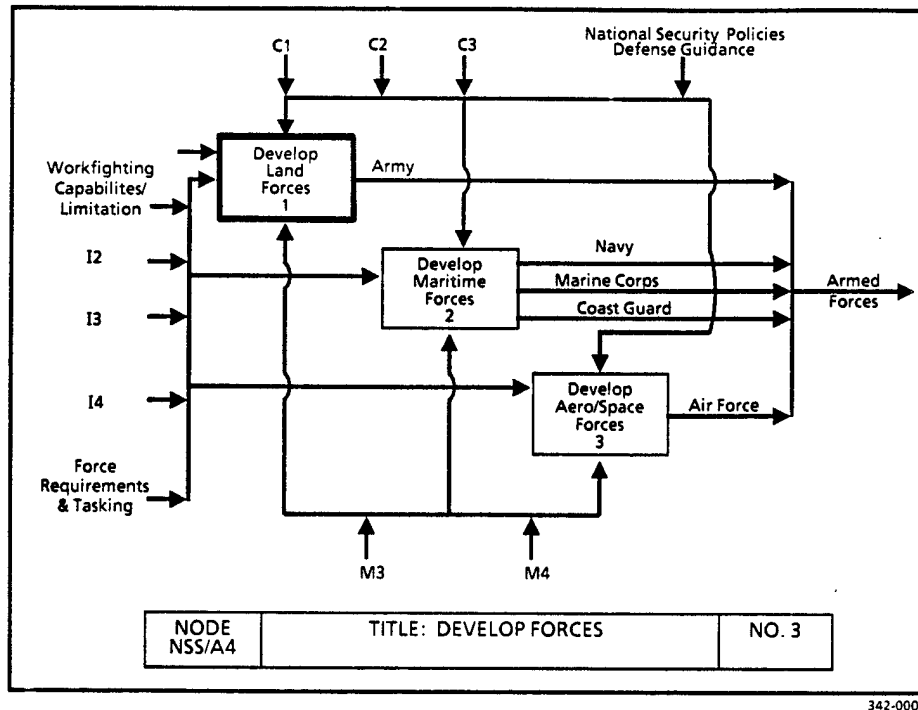 C1
C2
C3
National Security Policies
Defense Guidance
Develop
Land
Forces
1
Army
Workfighting
Capabilites/
Limitation
I2
I3
I4
Force
Requirements
& Tasking
Develop
Maritime
Forces
2
Navy
Marine Corps
Coast Guard
Armed
Forces
Develop
Aero/Space
Forces
3
Air Force
M3
M4
NODE
NSS/A4
TITLE: DEVELOP FORCES
NO. 3
342-000